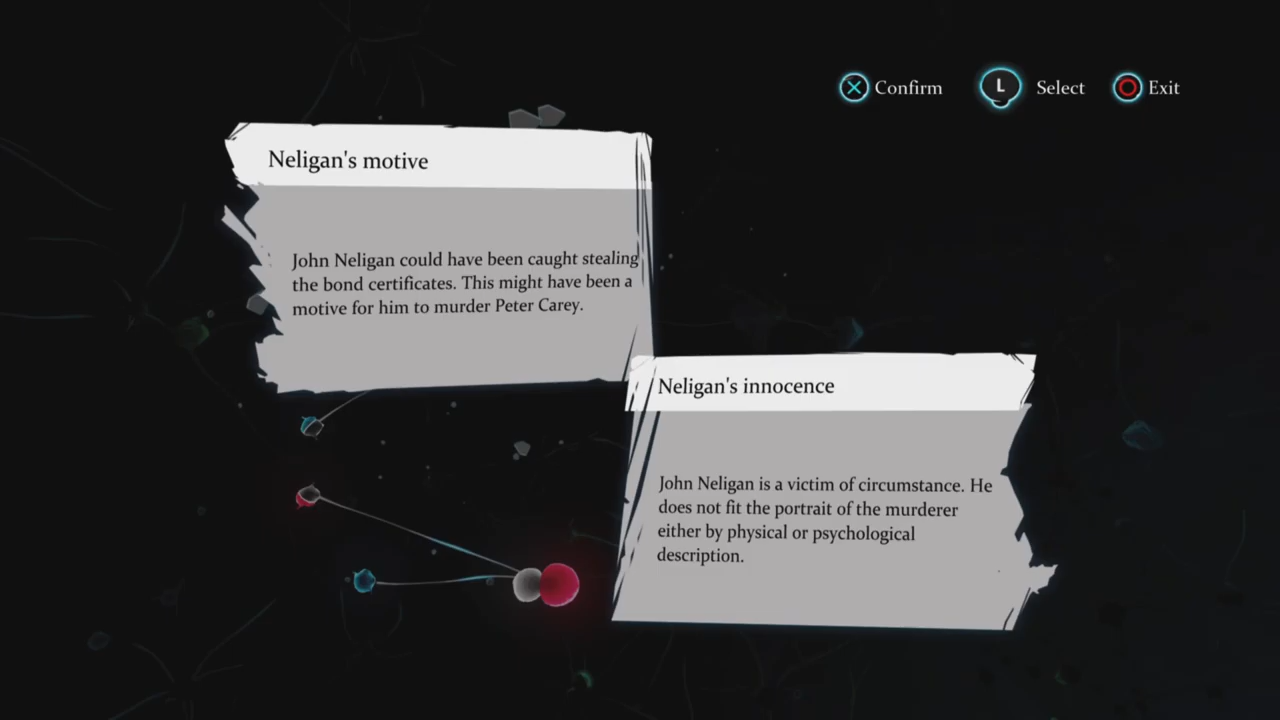 Confirm L Select Exit
Neligan's motive
John Neligan could have been caught stealing
the bond certificates. This might have been a
motive for him to murder Peter Carey.
Neligan's innocence
John Neligan is a victim of circumstance. He
does not fit the portrait of the murderer
either by physical or psychological
description.